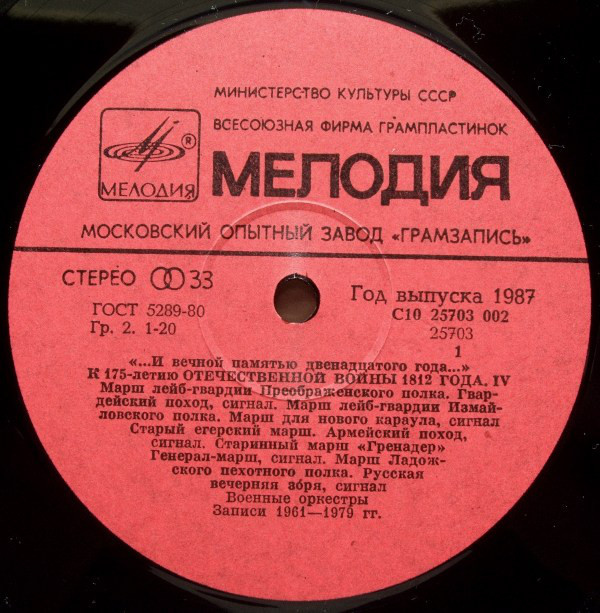 МИНИСТЕРСТВО КУЛЬТУРЫ СССР
ВСЕСОЮЗНАЯ ФИРМА ГРАМПЛАСТИНОК
®
МЕЛОДИЯ
МЕЛОДИЯ
МОСКОВСКИЙ ОПЫТНЫЙ ЗАВОД «ГРАМЗАПИСЬ»
СТЕРЕО 33
Год выпуска 1987
ГОСТ 5289-80
С10 25703 002
Гр. 2. 1-20
25703
1
«...И вечной памятью двенадцатого года...»
К 175-летию ОТЕЧЕСТВЕННОЙ ВОЙНЫ 1812 ГОДА. IV
Марш лейб-гвардии Преображенского полка. Гвар-
дейский поход, сигнал. Марш лейб-гвардии Измай-
ловского полка. Марш для нового караула, сигнал
Старый егерский марш. Армейский поход,
сигнал. Старинный марш «Гренадер»
Генерал-марш, сигнал. Марш Ладож-
ского пехотного полка. Русская
вечерняя зóря, сигнал
Военные оркестры
Записи 1961—1979 гг.